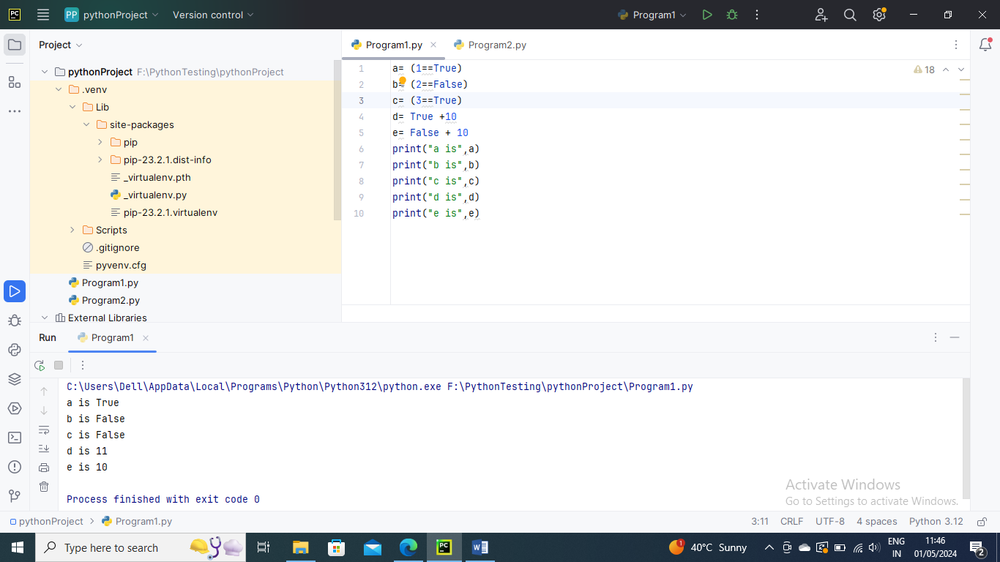 PC PP pythonProject Version control Program1
Project
Program1.py Program2.py
pythonProject F:\PythonTesting\pythonProject
.venv
Lib
site-packages
pip
pip-23.2.1.dist-info
_virtualenv.pth
_virtualenv.py
pip-23.2.1.virtualenv
Scripts
.gitignore
pyvenv.cfg
Program1.py
Program2.py
External Libraries
18
1 a= (1==True)
2 b= (2==False)
3 c= (3==True)
4 d= True +10
5 e= False + 10
6 print("a is",a)
7 print("b is",b)
8 print("c is",c)
9 print("d is",d)
10 print("e is",e)
Run Program1
C:\Users\Dell\AppData\Local\Programs\Python\Python312\python.exe F:\PythonTesting\pythonProject\Program1.py
a is True
b is False
c is False
d is 11
e is 10
Process finished with exit code 0
Activate Windows
Go to Settings to activate Windows.
pythonProject > Program1.py 3:11 CRLF UTF-8 4 spaces Python 3.12
Type here to search PC W 1 40°C Sunny ENG IN 11:46 01/05/2024 2